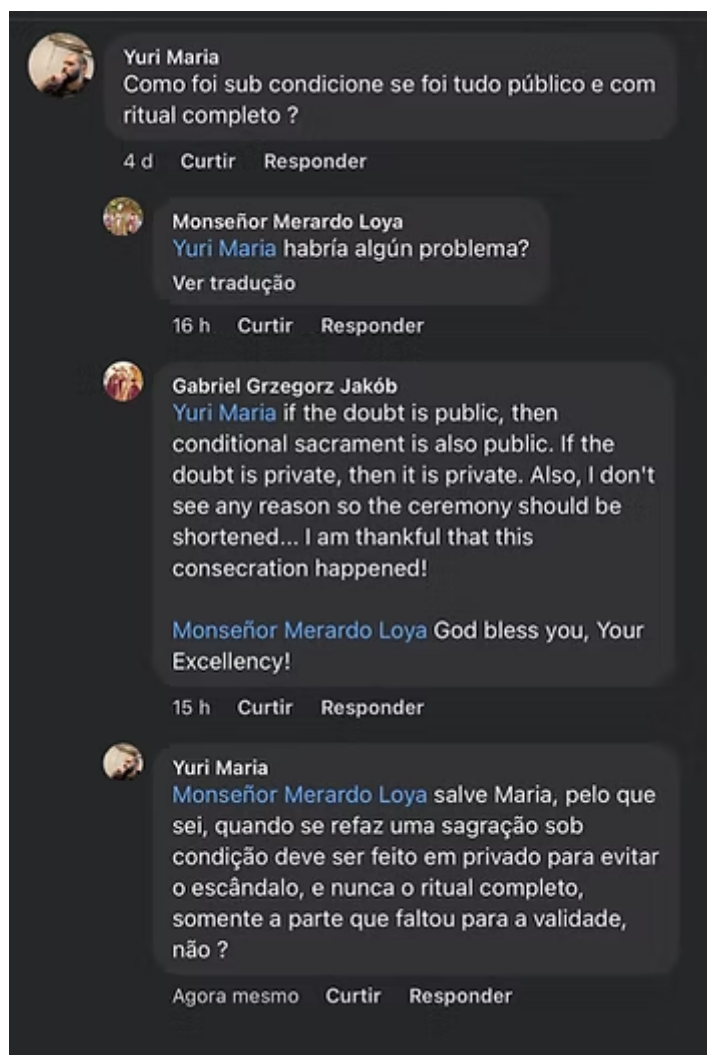 Yuri Maria
Como foi sub condicione se foi tudo público e com
ritual completo ?
4 d Curtir Responder
Monseñor Merardo Loya
Yuri Maria habría algún problema?
Ver tradução
16 h Curtir Responder
Gabriel Grzegorz Jakób
Yuri Maria if the doubt is public, then
conditional sacrament is also public. If the
doubt is private, then it is private. Also, I don't
see any reason so the ceremony should be
shortened... I am thankful that this
consecration happened!
Monseñor Merardo Loya God bless you, Your
Excellency!
15 h Curtir Responder
Yuri Maria
Monseñor Merardo Loya salve Maria, pelo que
sei, quando se refaz uma sagração sob
condição deve ser feito em privado para evitar
o escândalo, e nunca o ritual completo,
somente a parte que faltou para a validade,
não ?
Agora mesmo Curtir Responder